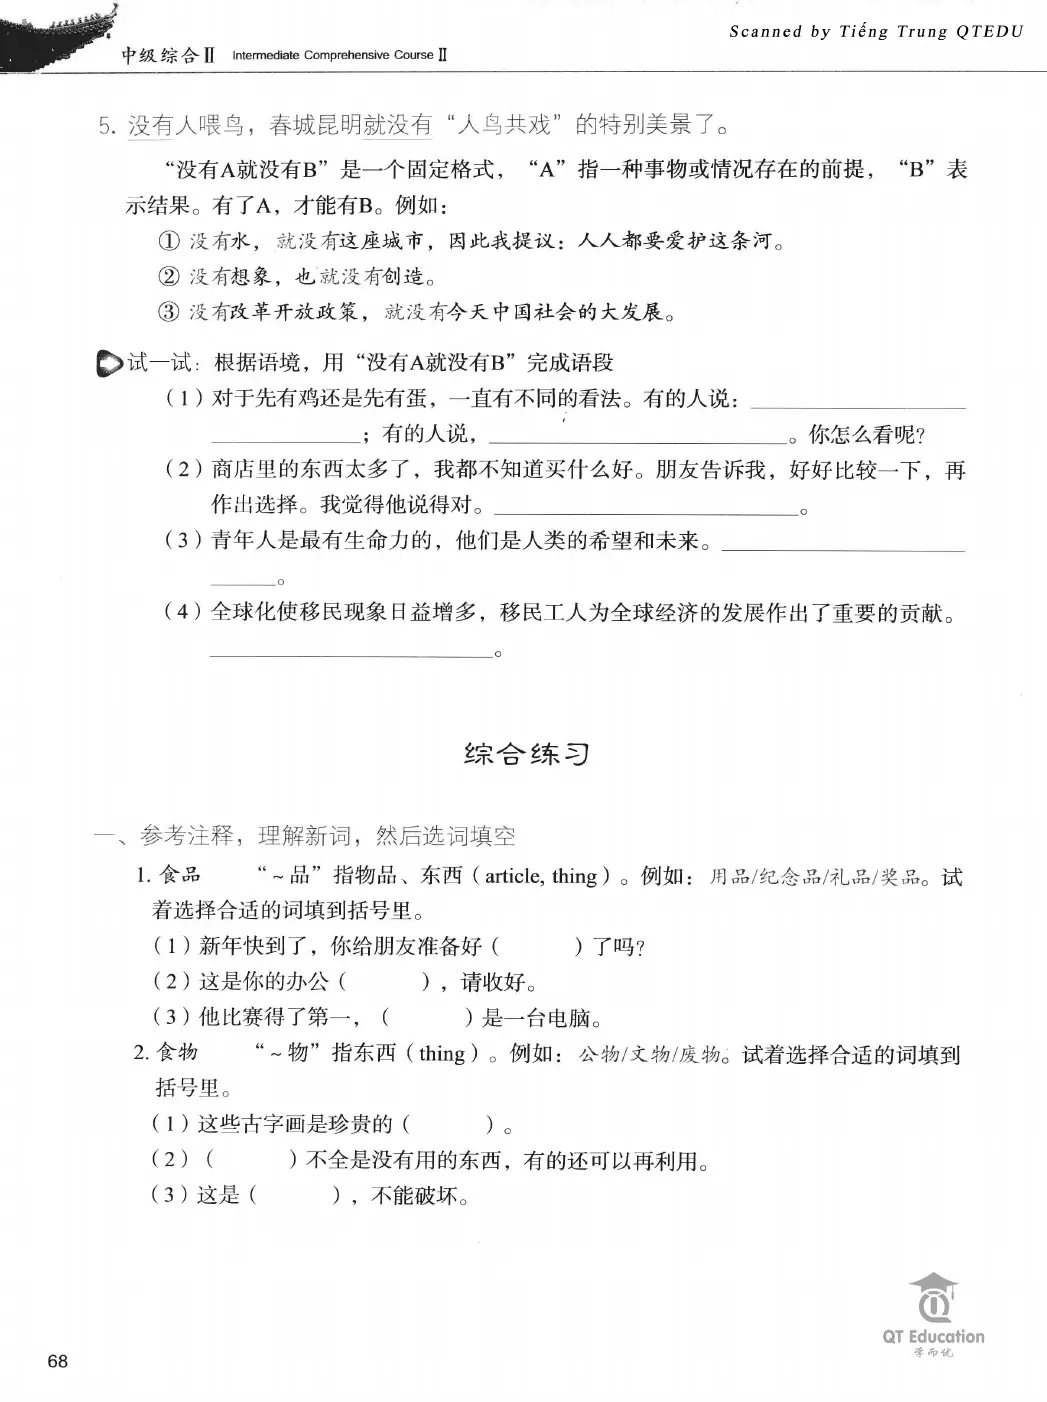 Scanned by Tiếng Trung QTEDU
中级综合Ⅱ Intermediate Comprehensive Course Ⅱ
5. 没有人喂鸟，春城昆明就没有“人鸟共戏”的特别美景了。
“没有A就没有B”是一个固定格式，“A”指一种事物或情况存在的前提，“B”表
示结果。有了A，才能有B。例如：
① 没有水，就没有这座城市，因此我提议：人人都要爱护这条河。
② 没有想象，也就没有创造。
③ 没有改革开放政策，就没有今天中国社会的大发展。
试一试：根据语境，用“没有A就没有B”完成语段
（1）对于先有鸡还是先有蛋，一直有不同的看法。有的人说：____________
____________；有的人说，____________。你怎么看呢？
（2）商店里的东西太多了，我都不知道买什么好。朋友告诉我，好好比较一下，再
作出选择。我觉得他说得对。____________。
（3）青年人是最有生命力的，他们是人类的希望和未来。____________
______。
（4）全球化使移民现象日益增多，移民工人为全球经济的发展作出了重要的贡献。
____________。
综合练习
一、参考注释，理解新词，然后选词填空
1. 食品 “～品”指物品、东西（article, thing）。例如：用品/纪念品/礼品/奖品。试
着选择合适的词填到括号里。
（1）新年快到了，你给朋友准备好（ ）了吗？
（2）这是你的办公（ ），请收好。
（3）他比赛得了第一，（ ）是一台电脑。
2. 食物 “～物”指东西（thing）。例如：公物/文物/废物。试着选择合适的词填到
括号里。
（1）这些古字画是珍贵的（ ）。
（2）（ ）不全是没有用的东西，有的还可以再利用。
（3）这是（ ），不能破坏。
QT Education
学而优
68